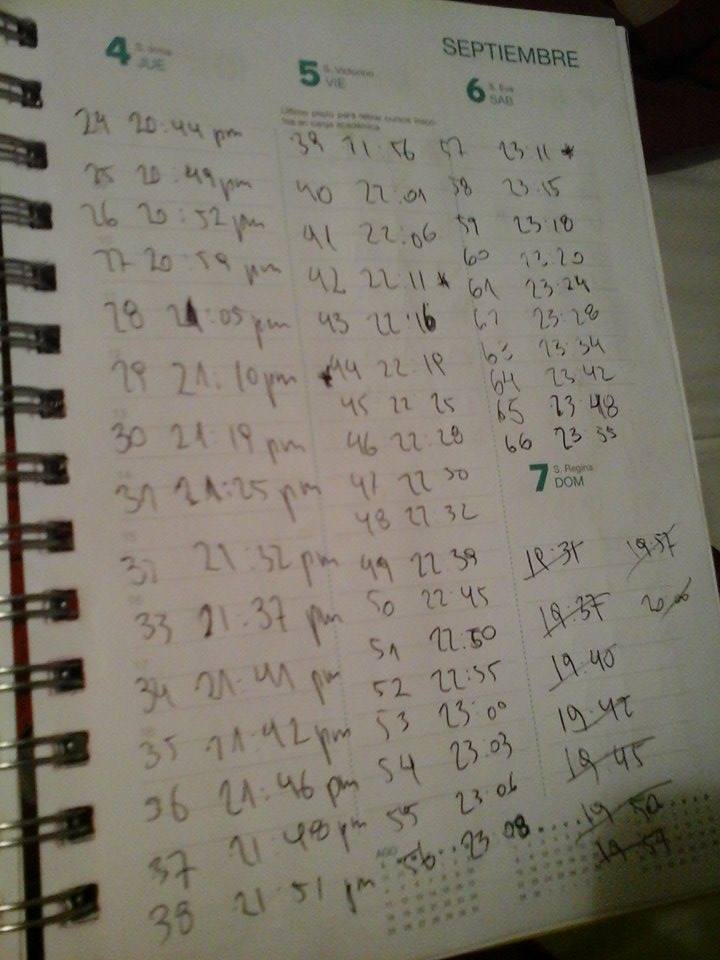 SEPTIEMBRE
4 JUE
24 20:44 pm
25 20:49 pm
26 20:52 pm
27 20:59 pm
28 21:05 pm
29 21:10 pm
30 21:19 pm
31 21:25 pm
32 21:32 pm
33 21:37 pm
34 21:41 pm
35 21:42 pm
36 21:46 pm
37 21 48 pm
38 21 51 pm
5 S. Victorino
VIE
39 21:56
40 22:01
41 22:06
42 22:11 *
43 22:16
*44 22 19
45 22 25
46 22:28
47 22 30
48 22 32
49 22:39
50 22:45
51 22:50
52 22:55
53 23:00
54 23:03
55 23:06
56 23 08
AGO
6 S. Eva
SAB
57 23:11 *
58 23:15
59 23:18
60 23:20
61 23:24
62 23:28
63 23:34
64 23:42
65 23 48
66 23 55
7 S. Regina
DOM
19:37 19:57
19:40
19:42
19:45
19 50
19 57